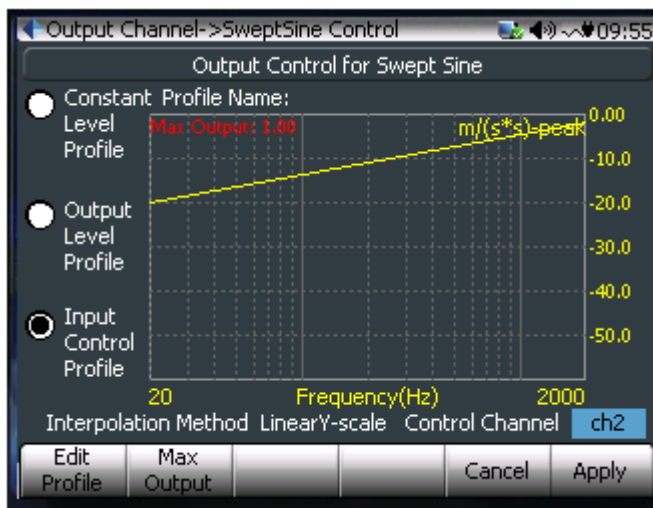 Output Channel->SweptSine Control 09:55
Output Control for Swept Sine
Constant Level Profile
Profile Name:
Max Output: 1.00
m/(s*s)-peak
0.00
-10.0
-20.0
-30.0
-40.0
-50.0
Output Level Profile
Input Control Profile
20 Frequency(Hz) 2000
Interpolation Method LinearY-scale Control Channel ch2
Edit Profile
Max Output
Cancel
Apply